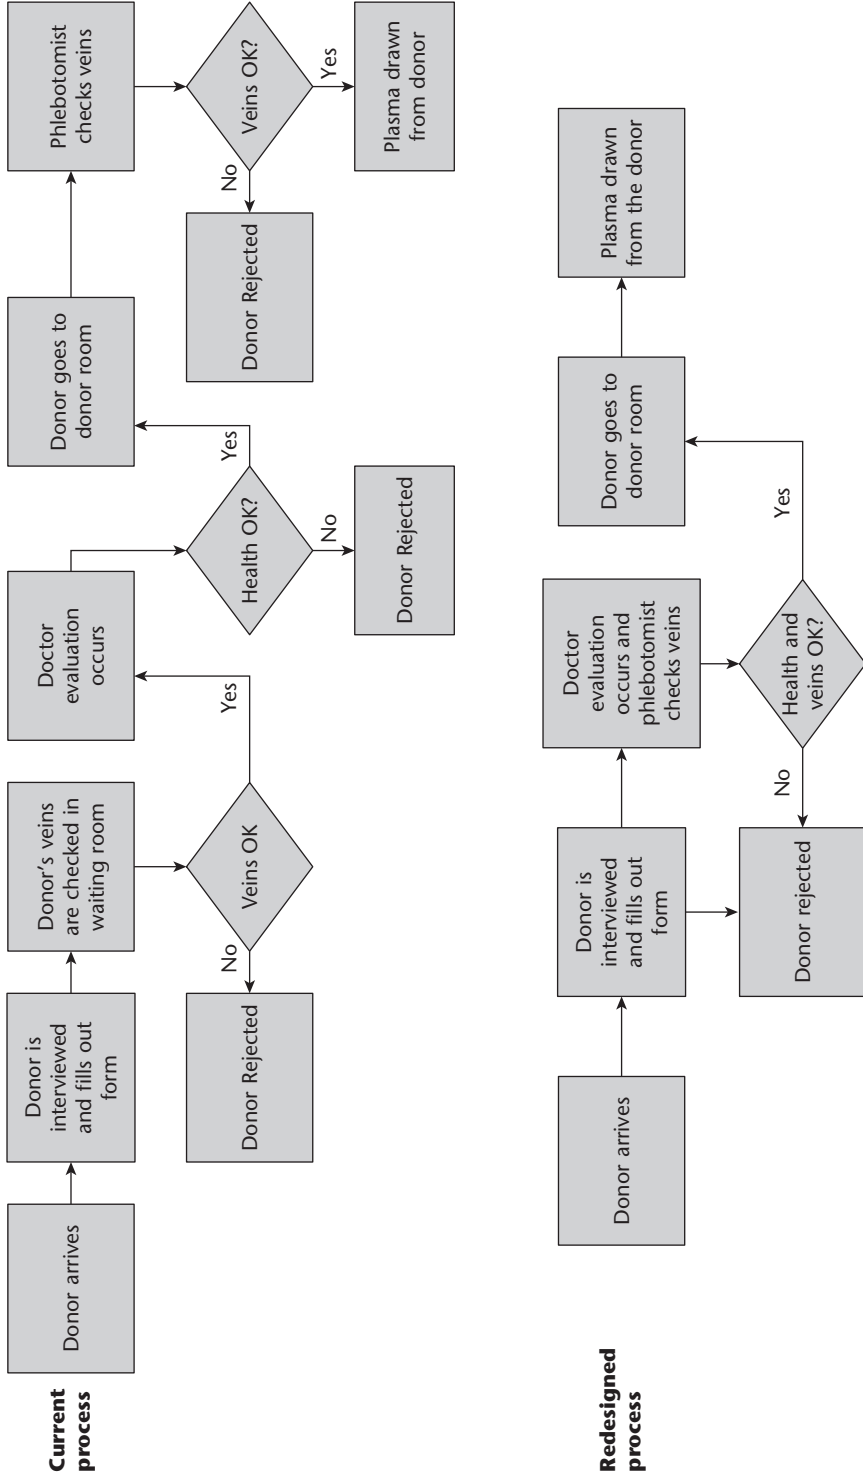 Current
process
Donor arrives
Donor is
interviewed
and fills out
form
Donor's veins
are checked in
waiting room
Veins OK
No
Donor Rejected
Yes
Doctor
evaluation
occurs
Health OK?
No
Donor Rejected
Yes
Donor goes to
donor room
Phlebotomist
checks veins
Veins OK?
No
Donor Rejected
Yes
Plasma drawn
from donor
Redesigned
process
Donor arrives
Donor is
interviewed
and fills out
form
Donor rejected
Doctor
evaluation
occurs and
phlebotomist
checks veins
Health and
veins OK?
No
Yes
Donor goes to
donor room
Plasma drawn
from the donor